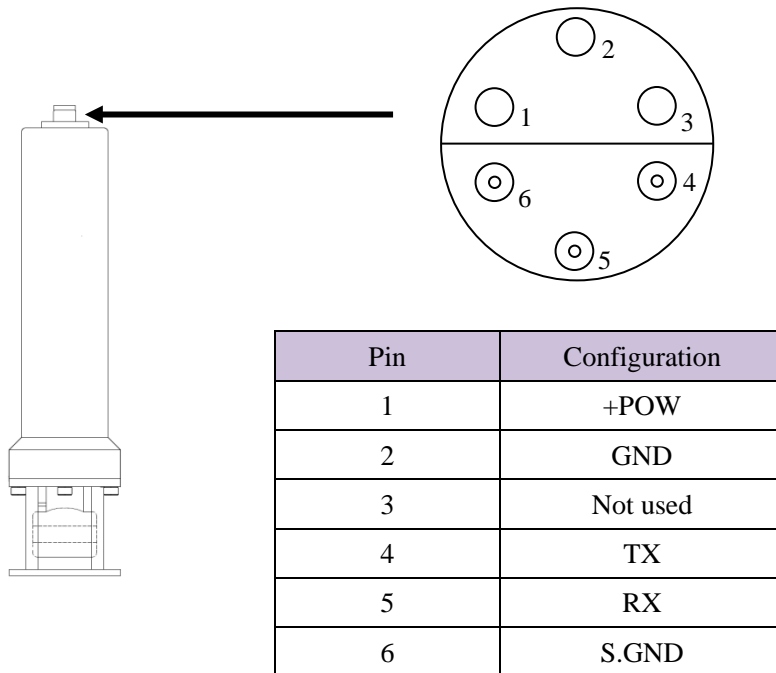 2
1
3
6
4
5
Pin Configuration
1 +POW
2 GND
3 Not used
4 TX
5 RX
6 S.GND